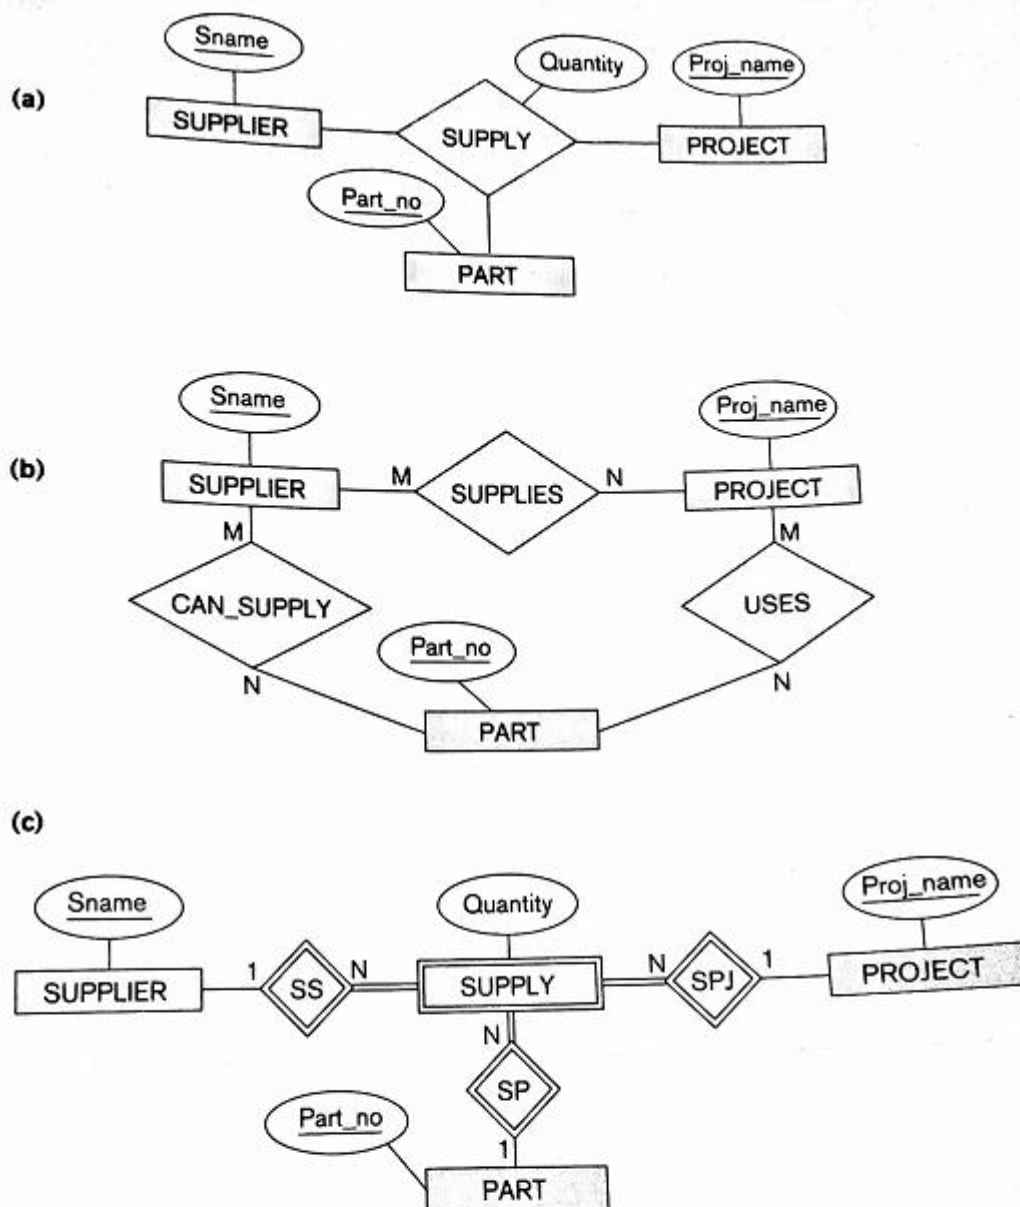 (a)
Sname
Quantity
Proj_name
SUPPLIER
SUPPLY
PROJECT
Part_no
PART
(b)
Sname
Proj_name
SUPPLIER
M
SUPPLIES
N
PROJECT
M
M
CAN_SUPPLY
USES
Part_no
N
N
PART
(c)
Sname
Quantity
Proj_name
SUPPLIER
1
SS
N
SUPPLY
N
SPJ
1
PROJECT
N
SP
Part_no
1
PART